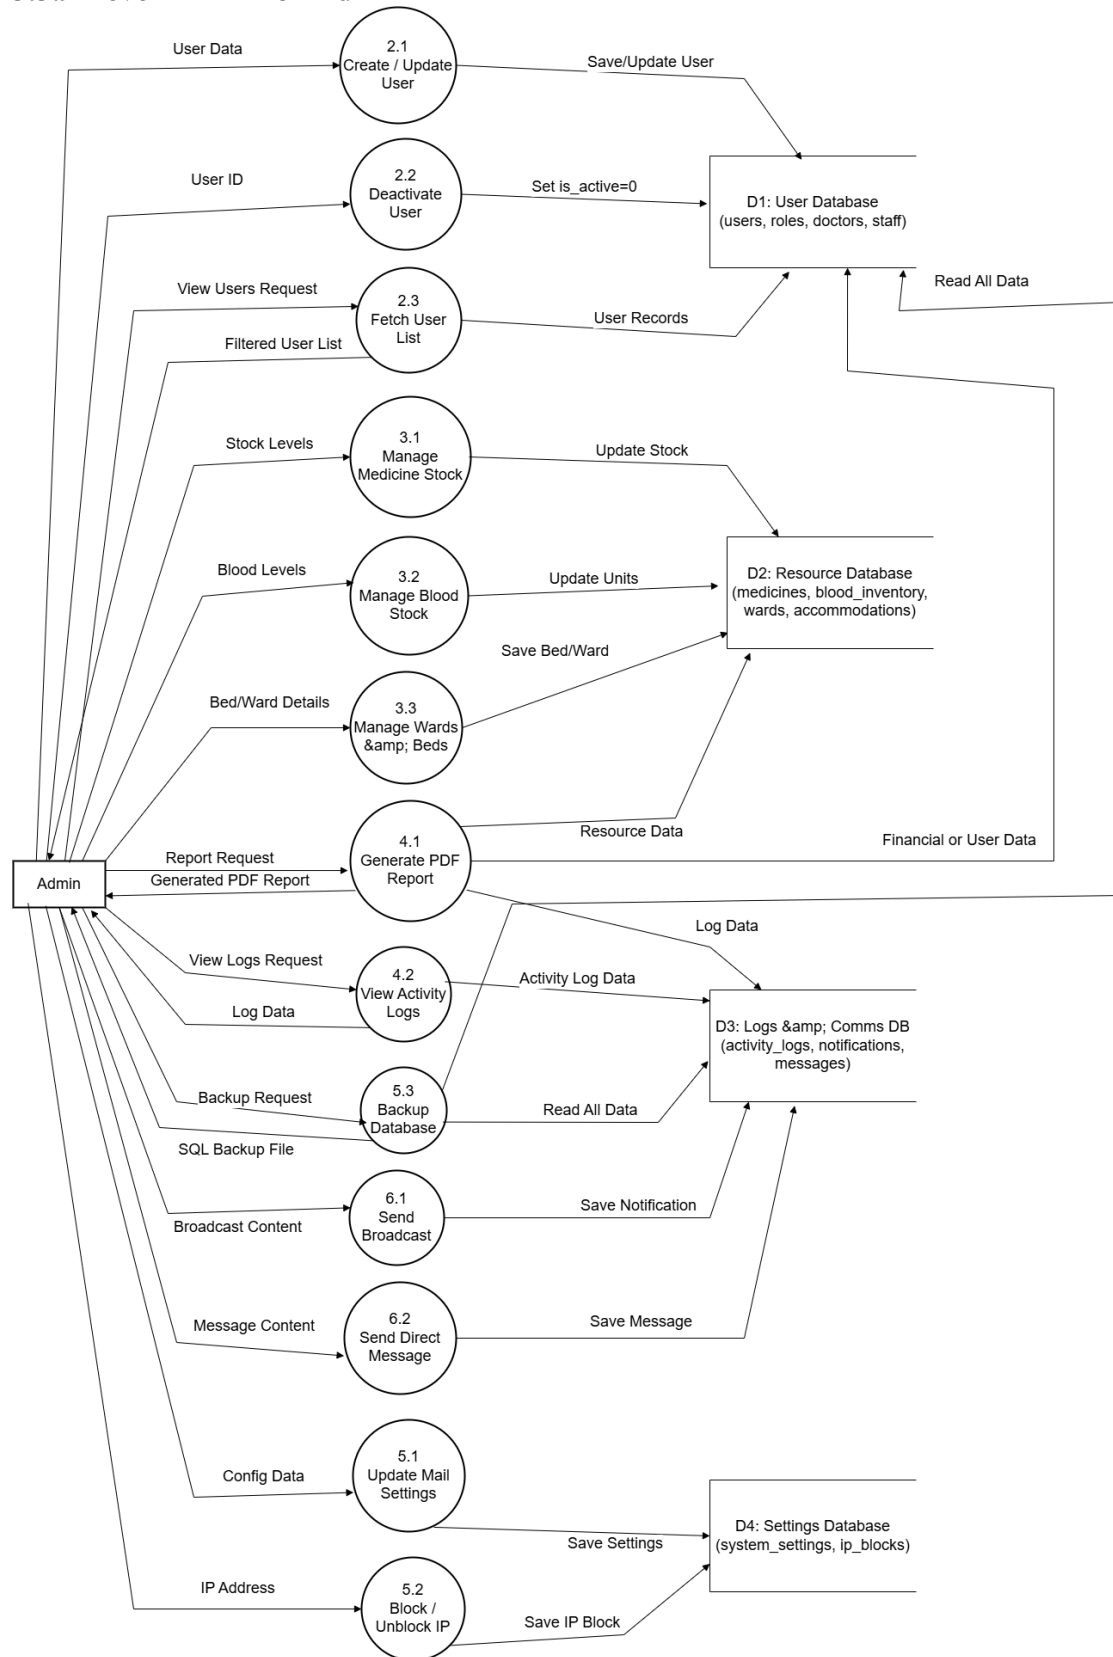 User Data
2.1
Create / Update
User
Save/Update User
User ID
2.2
Deactivate
User
Set is_active=0
D1: User Database
(users, roles, doctors, staff)
View Users Request
2.3
Fetch User
List
Filtered User List
User Records
Read All Data
Stock Levels
3.1
Manage
Medicine Stock
Update Stock
Blood Levels
3.2
Manage Blood
Stock
Update Units
D2: Resource Database
(medicines, blood_inventory,
wards, accommodations)
Save Bed/Ward
Bed/Ward Details
3.3
Manage Wards
&amp; Beds
Resource Data
Financial or User Data
Admin
Report Request
Generated PDF Report
4.1
Generate PDF
Report
Log Data
View Logs Request
4.2
View Activity
Logs
Activity Log Data
Log Data
D3: Logs &amp; Comms DB
(activity_logs, notifications,
messages)
Backup Request
5.3
Backup
Database
Read All Data
SQL Backup File
6.1
Send
Broadcast
Save Notification
Broadcast Content
Message Content
6.2
Send Direct
Message
Save Message
Config Data
5.1
Update Mail
Settings
Save Settings
D4: Settings Database
(system_settings, ip_blocks)
IP Address
5.2
Block /
Unblock IP
Save IP Block